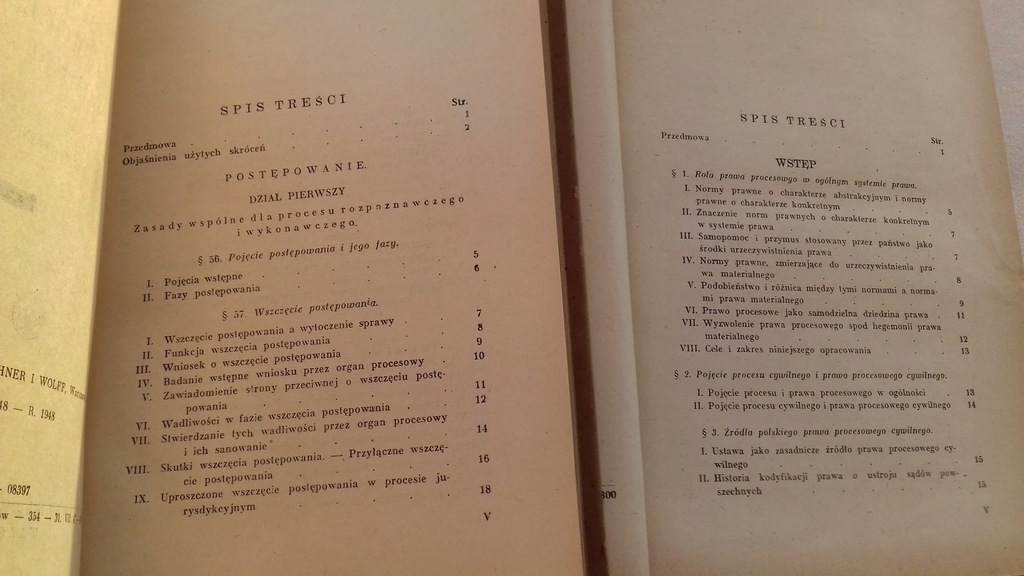 HNER I WOLFF,
48 — R. 1948
- 08397
w — 354 — 31. VII
SPIS TREŚCI
Str.
Przedmowa . . . . . . . 1
Objaśnienia użytych skróceń . . . . . 2
POSTĘPOWANIE.
DZIAŁ PIERWSZY
Zasady wspólne dla procesu rozpoznawczego
i wykonawczego.
§ 56. Pojęcie postępowania i jego fazy.
I. Pojęcia wstępne . . . . . . 5
II. Fazy postępowania . . . . . 6
§ 57. Wszczęcie postępowania.
I. Wszczęcie postępowania a wytoczenie sprawy . . 7
II. Funkcja wszczęcia postępowania . . . 8
III. Wniosek o wszczęcie postępowania . . . 9
IV. Badanie wstępne wniosku przez organ procesowy . 10
V. Zawiadomienie strony przeciwnej o wszczęciu postę-
powania . . . . . . . 11
VI. Wadliwości w fazie wszczęcia postępowania . . 12
VII. Stwierdzanie tych wadliwości przez organ procesowy
i ich sanowanie . . . . . . 14
VIII. Skutki wszczęcia postępowania. — Przyłączne wszczę-
cie postępowania . . . . . . 16
IX. Uproszczone wszczęcie postępowania w procesie ju-
rysdykcyjnym . . . . . . 18
V
300
SPIS TREŚCI
Str.
Przedmowa . . . . . . . 1
WSTĘP
§ 1. Rola prawa procesowego w ogólnym systemie prawa.
I. Normy prawne o charakterze abstrakcyjnym i normy
prawne o charakterze konkretnym . . . . 5
II. Znaczenie norm prawnych o charakterze konkretnym
w systemie prawa . . . . . . 7
III. Samopomoc i przymus stosowany przez państwo jako
środki urzeczywistnienia prawa . . . . 7
IV. Normy prawne, zmierzające do urzeczywistnienia pra-
wa materialnego . . . . . . 8
V. Podobieństwo i różnica między tymi normami a norma-
mi prawa materialnego . . . . . 9
VI. Prawo procesowe jako samodzielna dziedzina prawa . 11
VII. Wyzwolenie prawa procesowego spod hegemonii prawa
materialnego . . . . . . . 12
VIII. Cele i zakres niniejszego opracowania . . . 13
§ 2. Pojęcie procesu cywilnego i prawa procesowego cywilnego.
I. Pojęcie procesu i prawa procesowego w ogólności . 13
II. Pojęcie procesu cywilnego i prawa procesowego cywilnego 14
§ 3. Źródła polskiego prawa procesowego cywilnego.
I. Ustawa jako zasadnicze źródło prawa procesowego cy-
wilnego . . . . . . . 15
II. Historia kodyfikacji prawa o ustroju sądów pow-
szechnych . . . . . . . 15
V